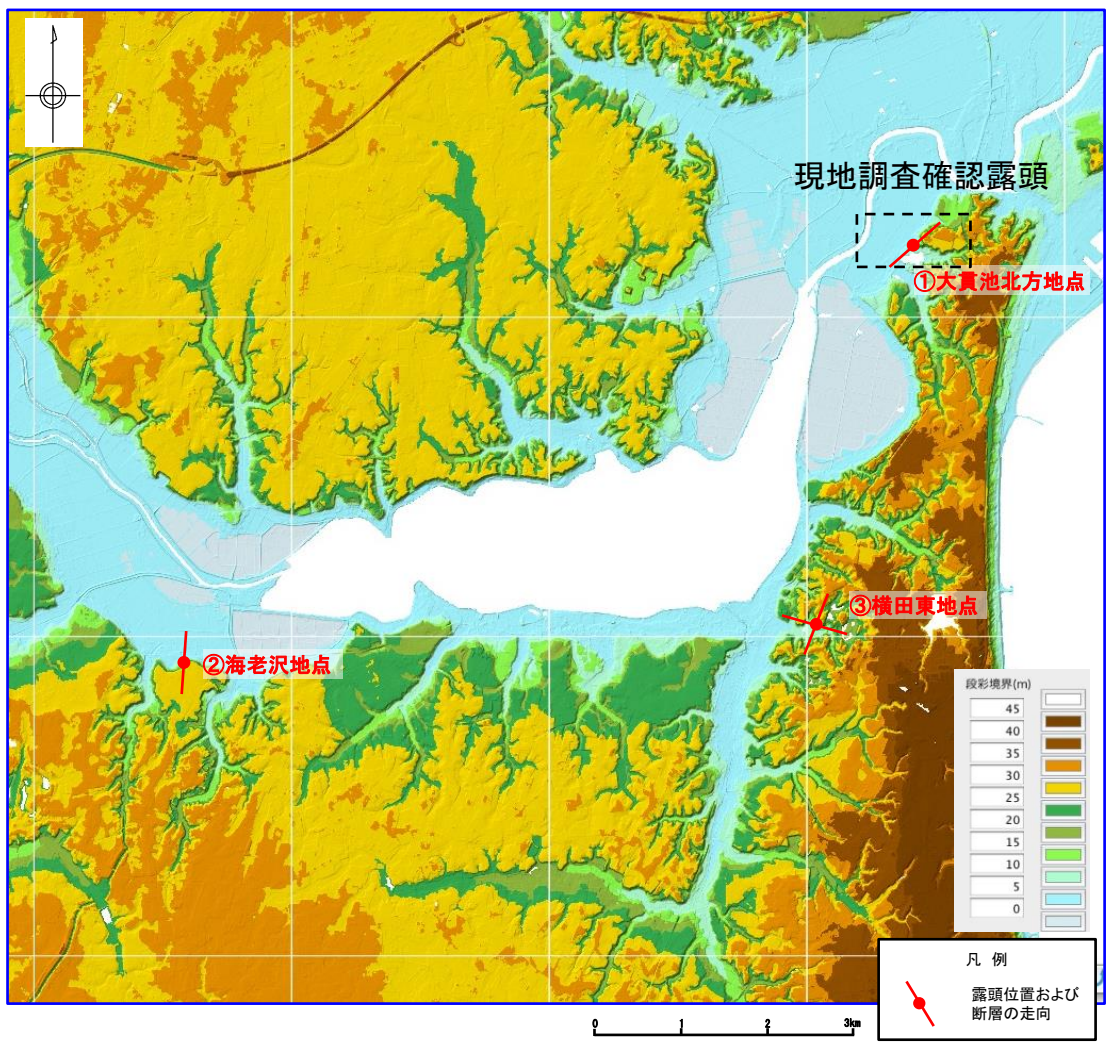 現地調査確認露頭
①大貫池北方地点
③横田東地点
②海老沢地点
段彩境界(m)
45
40
35
30
25
20
15
10
5
0
凡 例
露頭位置および
断層の走向
0 1 2 3km